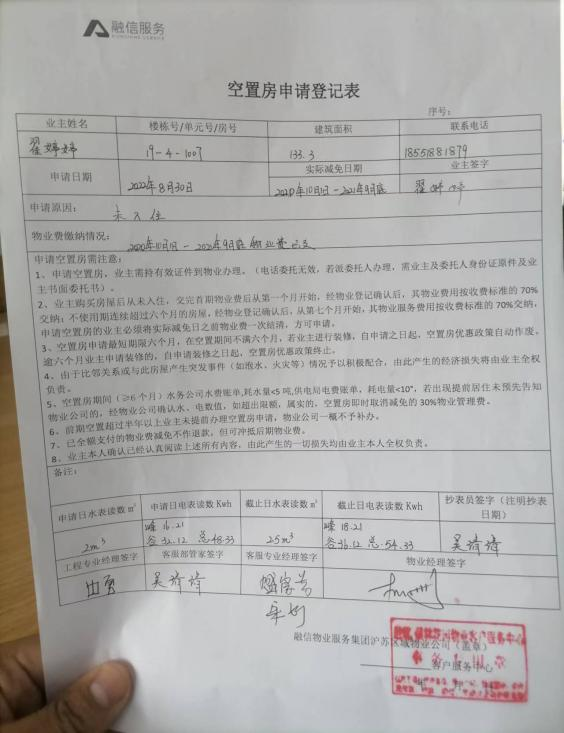 融信服务
RONSHINE SERVICE
空置房申请登记表
序号:
业主姓名 楼栋号/单元号/房号 建筑面积 联系电话
翟婷婷 19-4-1007 133.3 18551881879
申请日期 2022年8月30日 实际减免日期 业主签字
2020年10月1日-2021年9月底 翟婷婷
申请原因: 未入住
物业费缴纳情况: 2020年10月1日-2021年9月底物业费已交
申请空置房需注意:
1、申请空置房,业主需持有效证件到物业办理。(电话委托无效,若派委托人办理,需业主及委托人身份证原件及业
主书面委托书)。
2、业主购买房屋后从未入住,交完首期物业费后从第一个月开始,经物业登记确认后,其物业费用按收费标准的 70%
交纳;不使用期连续超过六个月的房屋,经物业登记确认后,从第七个月开始,其物业服务费用按收费标准的 70%交纳,
申请空置房的业主必须将实际减免日之前物业费一次结清,方可申请。
3、空置房申请最短期限六个月,在空置期间不满六个月,若业主进行装修,自申请之日起,空置房优惠政策自动作废,
逾六个月业主申请装修的,自申请装修之日起,空置房优惠政策终止。
4、由于比邻关系或与此房屋产生突发事件(如泡水,火灾等)情况予以积极配合,由此产生的经济损失将由业主全权
负责。
5、空置房期间(≥6 个月)水务公司水费账单,耗水量<5 吨,供电局电费账单,耗电量<10°,若出现提前居住未预先告知
物业公司的,经物业公司确认水、电数值,如超出限额,属实的,空置房即时取消减免的 30%物业管理费。
6、前期空置超过半年以上业主未提前办理空置房申请,物业公司一概不予补办。
7、已全额支付的物业费减免不作退款,但可冲抵后期物业费。
8、业主本人确认已经认真阅读上述所有内容,由此产生的一切损失均由业主本人全权负责。
备注:
申请日水表读数 m³ 申请日电表读数 Kwh 截止日水表读数 m³ 截止日电表读数 Kwh 抄表员签字(注明抄表
日期)
2m³ 峰 16.21 25m³ 峰 18.21
谷 32.12 总 48.33 谷 36.12 总 54.33
工程专业经理签字 客服部管家签字 客服专业经理签字 物业经理签字
融信物业服务集团沪苏区域物业公司(盖章)
客户服务中心
年 月 日